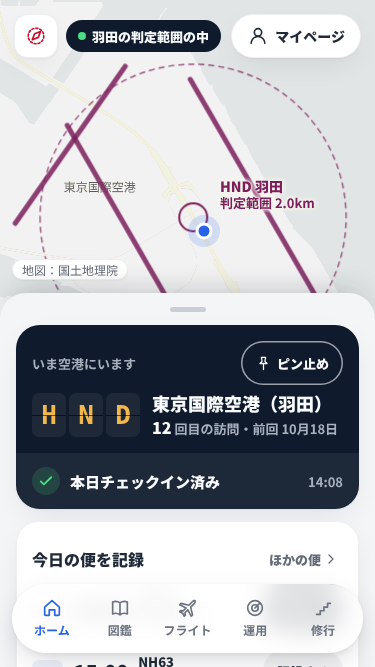 羽田の判定範囲の中
マイページ
東京国際空港
HND 羽田
判定範囲 2.0km
地図：国土地理院
いま空港にいます
ピン止め
HND
東京国際空港（羽田）
12 回目の訪問・前回 10月18日
本日チェックイン済み
14:08
今日の便を記録
ほかの便
ホーム
図鑑
フライト
運用
修行
NH63